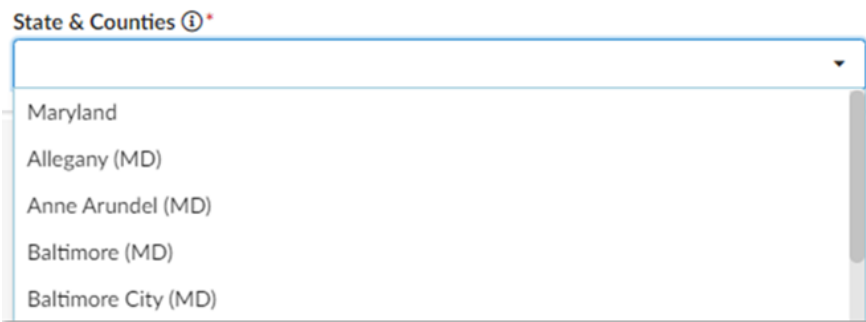 State & Counties ⓘ*
Maryland
Allegany (MD)
Anne Arundel (MD)
Baltimore (MD)
Baltimore City (MD)